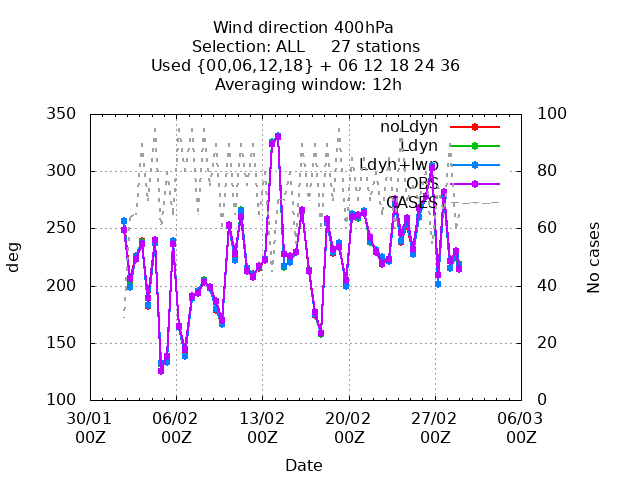 Wind direction 400hPa
Selection: ALL 27 stations
Used {00,06,12,18} + 06 12 18 24 36
Averaging window: 12h
350 100
noLdyn
Ldyn
Ldyn+lwp
OBS
CASES
300 80
250 60
200 40
150 20
100 0
deg
No cases
30/01 06/02 13/02 20/02 27/02 06/03
00Z 00Z 00Z 00Z 00Z 00Z
Date